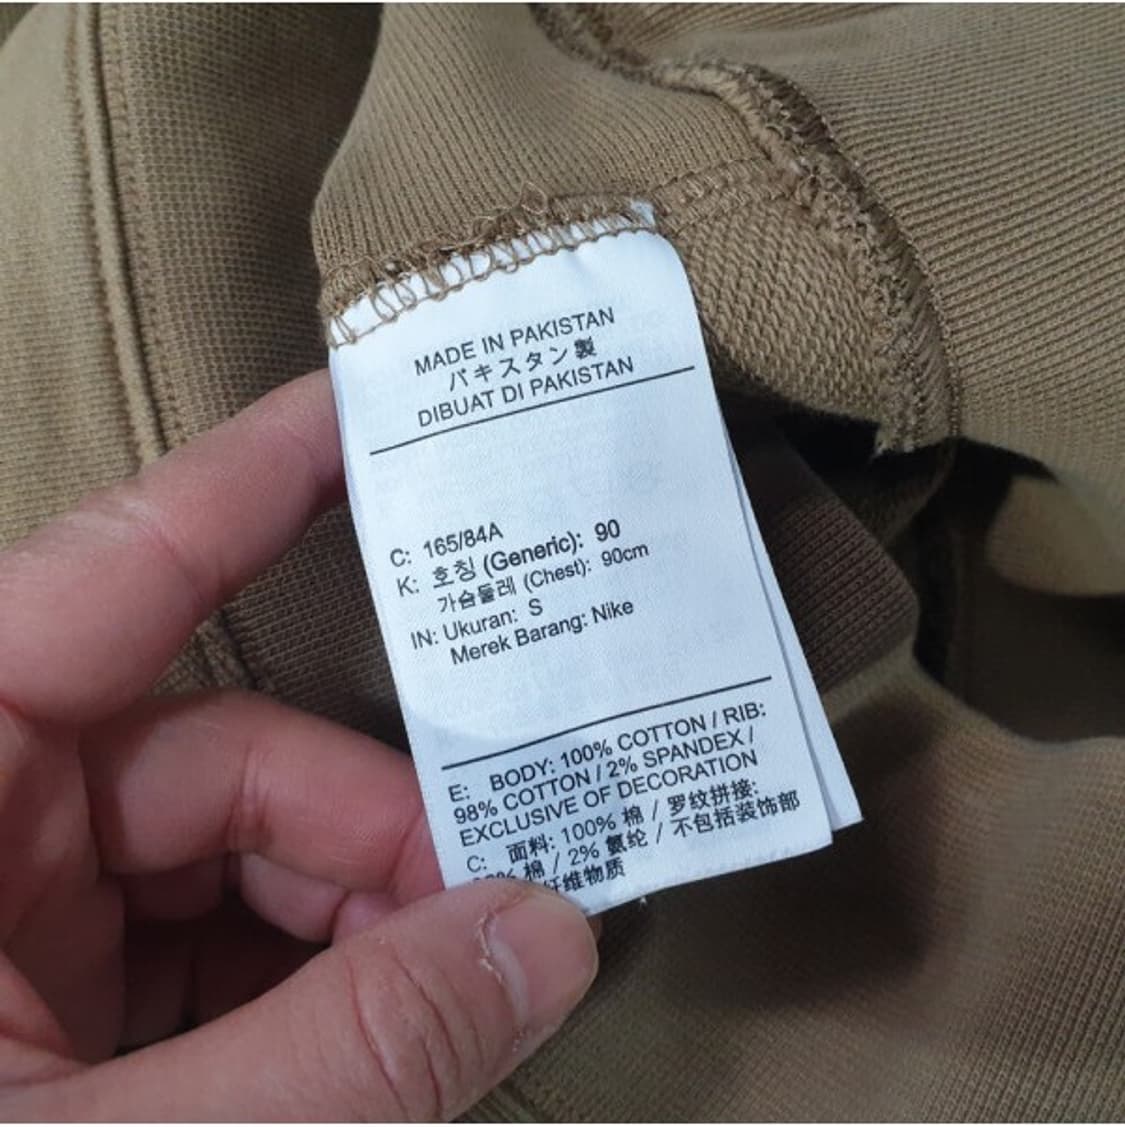 MADE IN PAKISTAN
パキスタン製
DIBUAT DI PAKISTAN
C: 165/84A
K: 호칭 (Generic): 90
가슴둘레 (Chest): 90cm
IN: Ukuran: S
Merek Barang: Nike
E: BODY: 100% COTTON / RIB:
98% COTTON / 2% SPANDEX /
EXCLUSIVE OF DECORATION
C: 面料: 100% 棉 / 罗纹拼接:
棉 / 2% 氨纶 / 不包括装饰部
纤维物质